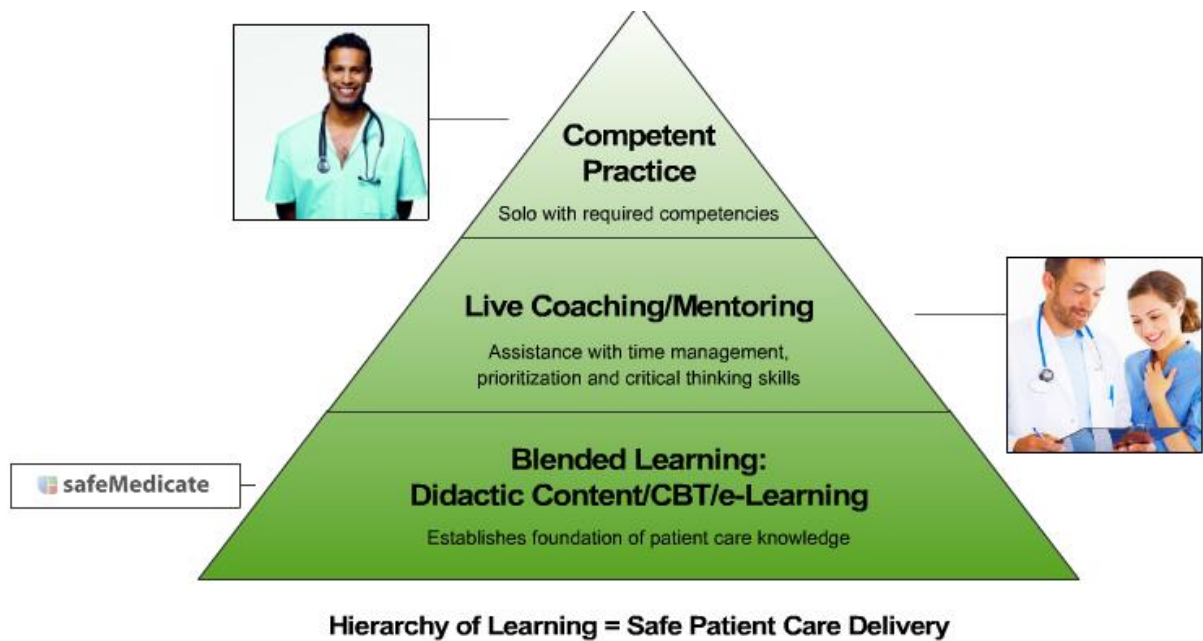 Competent
Practice
Solo with required competencies
Live Coaching/Mentoring
Assistance with time management,
prioritization and critical thinking skills
safeMedicate
Blended Learning:
Didactic Content/CBT/e-Learning
Establishes foundation of patient care knowledge
Hierarchy of Learning = Safe Patient Care Delivery